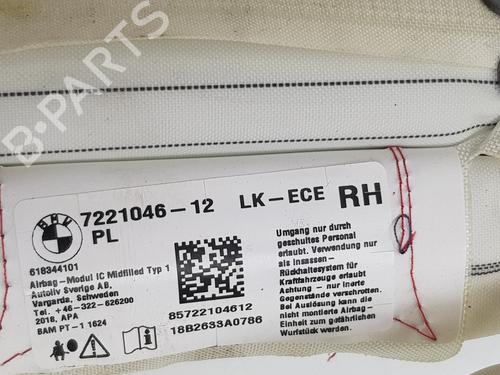 BMW
7221046-12 LK-ECE RH
PL
618344101
Airbag-Modul IC Midfilled Typ 1
Autoliv Sverige AB,
Vargarda, Schweden
Tel. +46-322-626200
2018, APA
BAM PT-1 1624
85722104612
18B2633A0786
Umgang nur durch
geschultes Personal
erlaubt. Verwendung nur
als Insassen-
Rückhaltesystem für
Kraftfahrzeuge erlaubt
Achtung - nur Inerte
Gegenstände verschrotten.
Bei Auslösung kann die
nicht montierte Airbag-
Einheit zum gefährlichen
Wurfstück werden.
B-PARTS